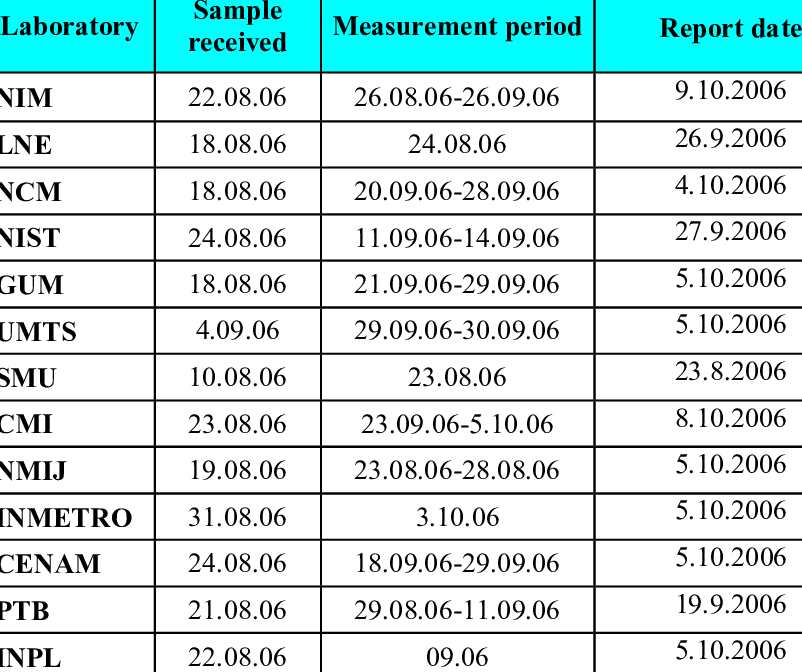 Laboratory Sample received Measurement period Report date
NIM 22.08.06 26.08.06-26.09.06 9.10.2006
LNE 18.08.06 24.08.06 26.9.2006
NCM 18.08.06 20.09.06-28.09.06 4.10.2006
NIST 24.08.06 11.09.06-14.09.06 27.9.2006
GUM 18.08.06 21.09.06-29.09.06 5.10.2006
UMTS 4.09.06 29.09.06-30.09.06 5.10.2006
SMU 10.08.06 23.08.06 23.8.2006
CMI 23.08.06 23.09.06-5.10.06 8.10.2006
NMIJ 19.08.06 23.08.06-28.08.06 5.10.2006
INMETRO 31.08.06 3.10.06 5.10.2006
CENAM 24.08.06 18.09.06-29.09.06 5.10.2006
PTB 21.08.06 29.08.06-11.09.06 19.9.2006
INPL 22.08.06 09.06 5.10.2006